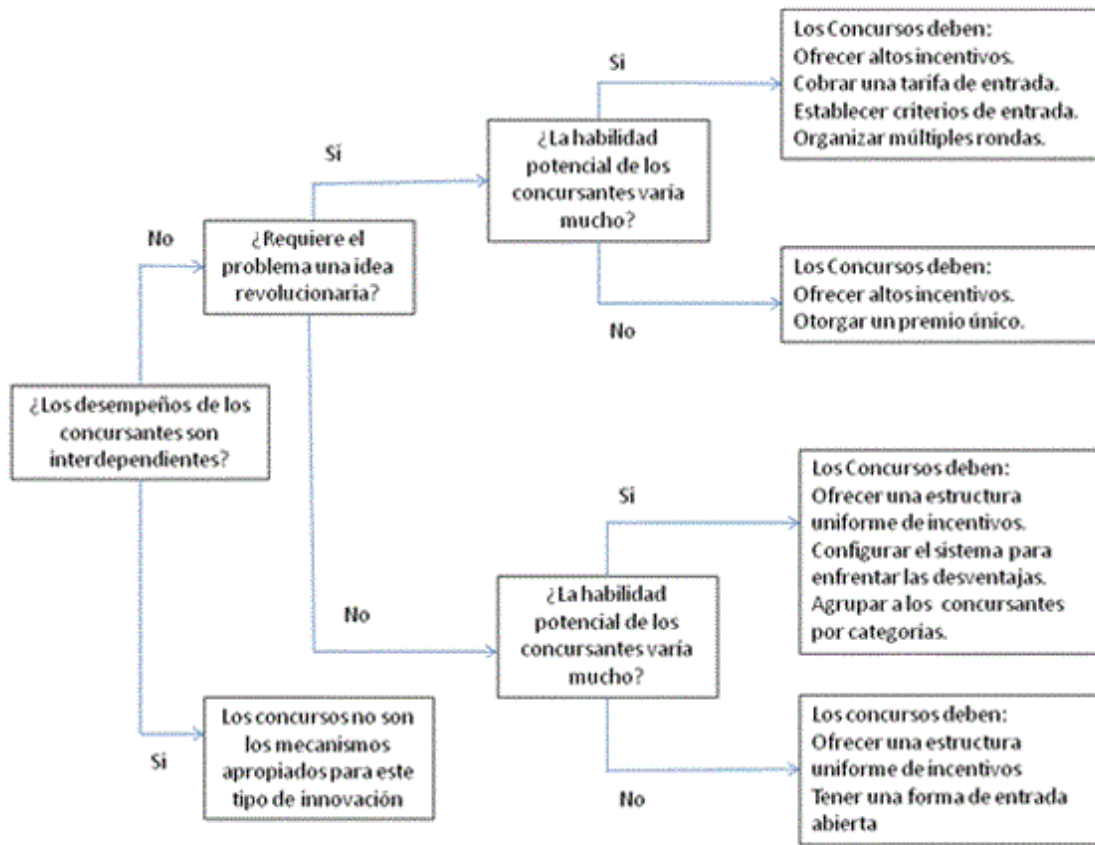 Los Concursos deben:
Ofrecer altos incentivos.
Cobrar una tarifa de entrada.
Establecer criterios de entrada.
Organizar múltiples rondas.
Si
¿La habilidad
potencial de los
concursantes varía
mucho?
Sí
No
¿Requiere el
problema una idea
revolucionaria?
Los Concursos deben:
Ofrecer altos incentivos.
Otorgar un premio único.
No
¿Los desempeños de los
concursantes son
interdependientes?
Los Concursos deben:
Ofrecer una estructura
uniforme de incentivos.
Configurar el sistema para
enfrentar las desventajas.
Agrupar a los concursantes
por categorías.
Si
¿La habilidad
potencial de los
concursantes varía
mucho?
No
Los concursos no son
los mecanismos
apropiados para este
tipo de innovación
Si
Los concursos deben:
Ofrecer una estructura
uniforme de incentivos
Tener una forma de entrada
abierta
No